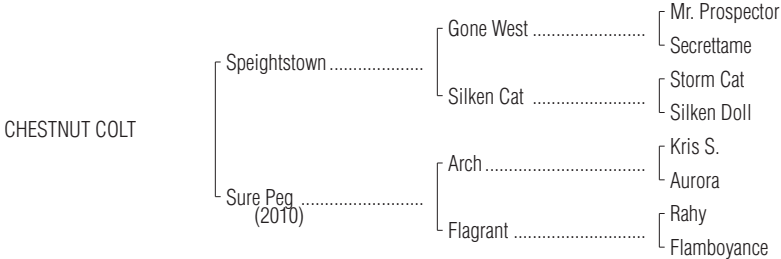 Mr. Prospector
Gone West ........................
Secrettame
Speightstown ....................
Storm Cat
Silken Cat ........................
Silken Doll
CHESTNUT COLT
Kris S.
Arch ..................................
Aurora
Sure Peg ..........................
(2010)
Rahy
Flagrant ............................
Flamboyance